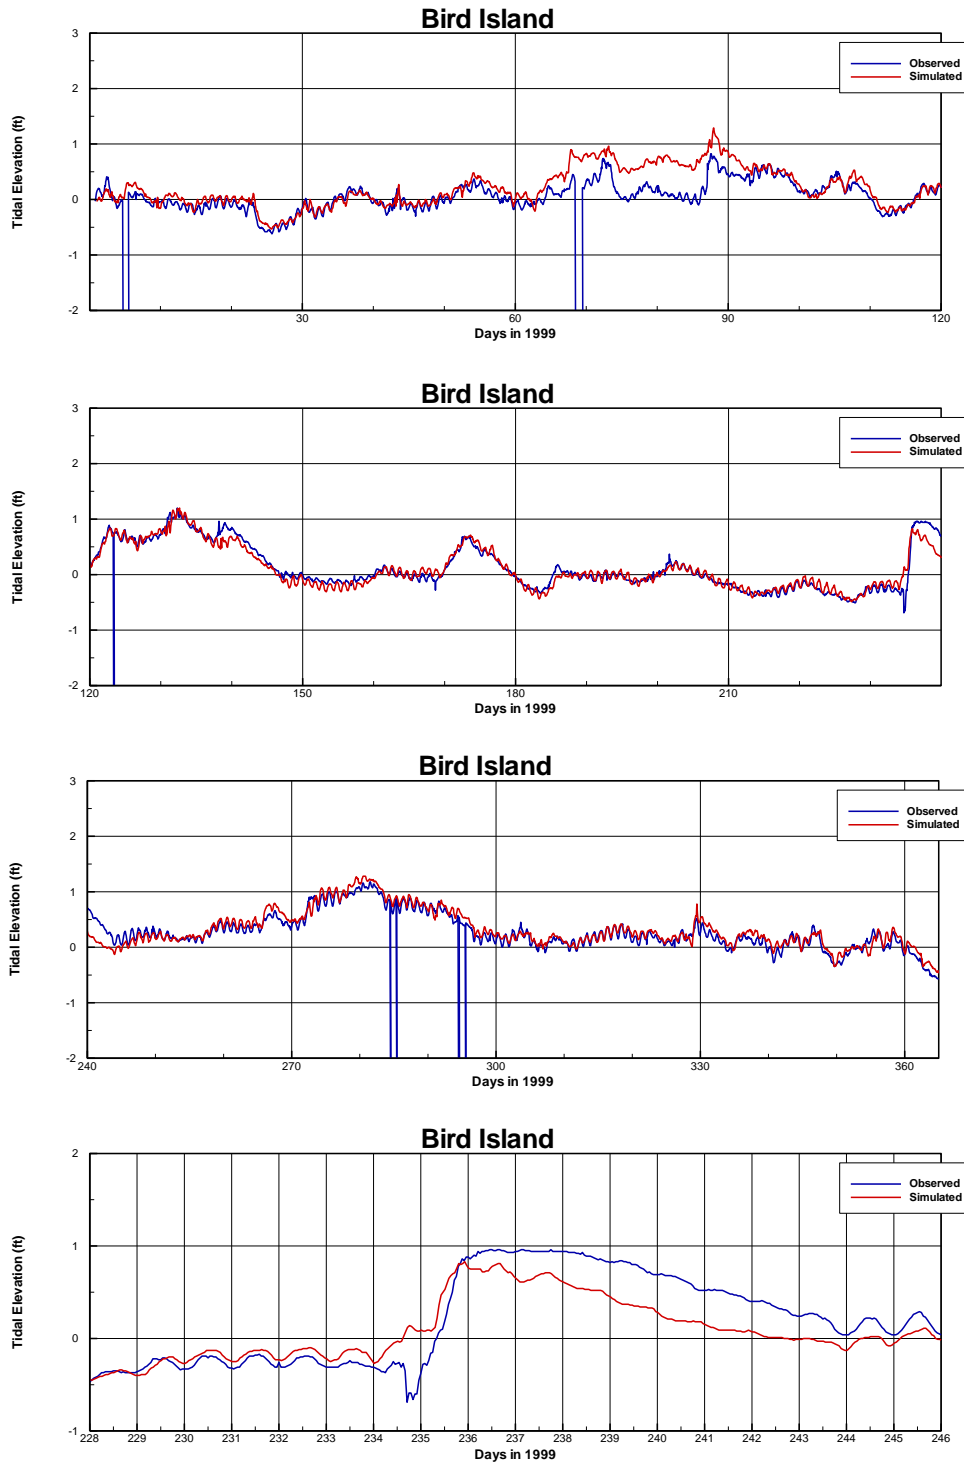 Bird Island
3
2
1
0
-1
-2
Tidal Elevation (ft)
Observed
Simulated
30
60
90
120
Days in 1999
Bird Island
3
2
1
0
-1
-2
Tidal Elevation (ft)
Observed
Simulated
120
150
180
210
Days in 1999
Bird Island
3
2
1
0
-1
-2
Tidal Elevation (ft)
Observed
Simulated
240
270
300
330
360
Days in 1999
Bird Island
2
1
0
-1
Tidal Elevation (ft)
Observed
Simulated
228 229 230 231 232 233 234 235 236 237 238 239 240 241 242 243 244 245 246
Days in 1999